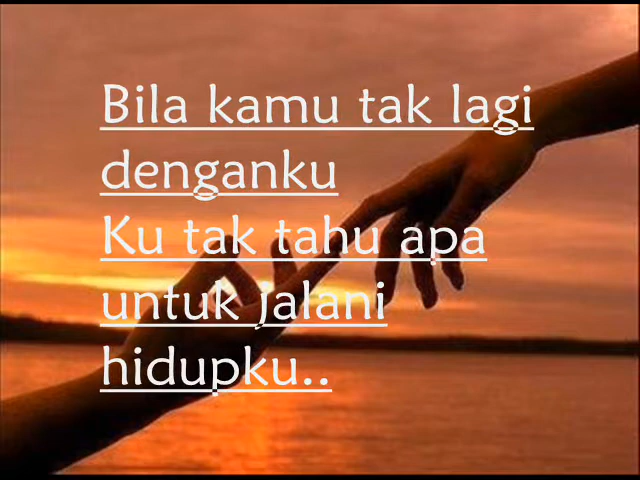 Bila kamu tak lagi
denganku
Ku tak tahu apa
untuk jalani
hidupku..